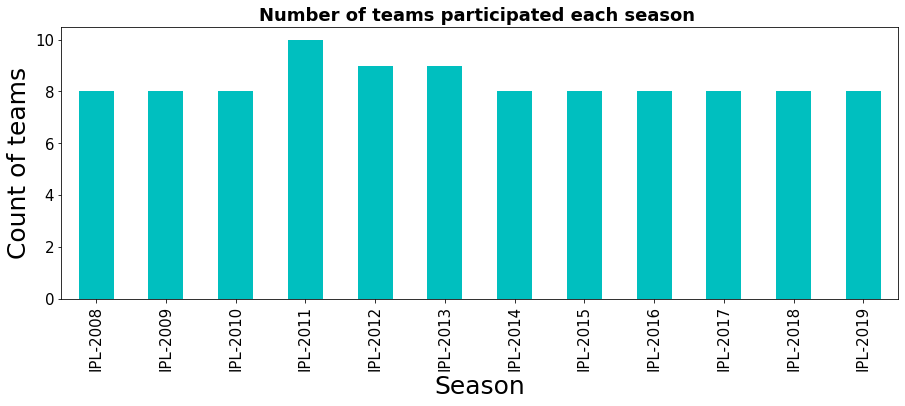 Number of teams participated each season
Count of teams
10
8
6
4
2
0
IPL-2008
IPL-2009
IPL-2010
IPL-2011
IPL-2012
IPL-2013
IPL-2014
IPL-2015
IPL-2016
IPL-2017
IPL-2018
IPL-2019
Season